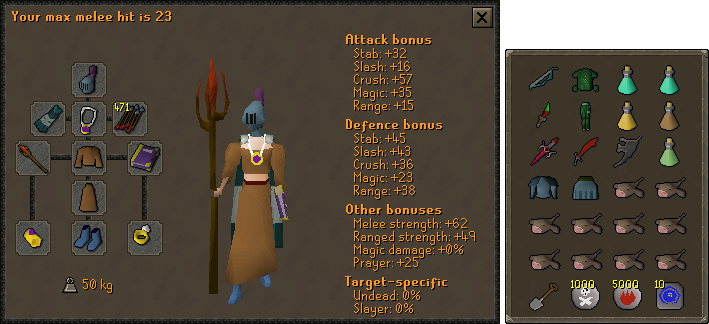 Your max melee hit is 23
471
50 kg
Attack bonus
Stab: +32
Slash: +16
Crush: +57
Magic: +35
Range: +15
Defence bonus
Stab: +45
Slash: +43
Crush: +36
Magic: +23
Range: +38
Other bonuses
Melee strength: +62
Ranged strength: +49
Magic damage: +0%
Prayer: +25
Target-specific
Undead: 0%
Slayer: 0%
1000
5000
10